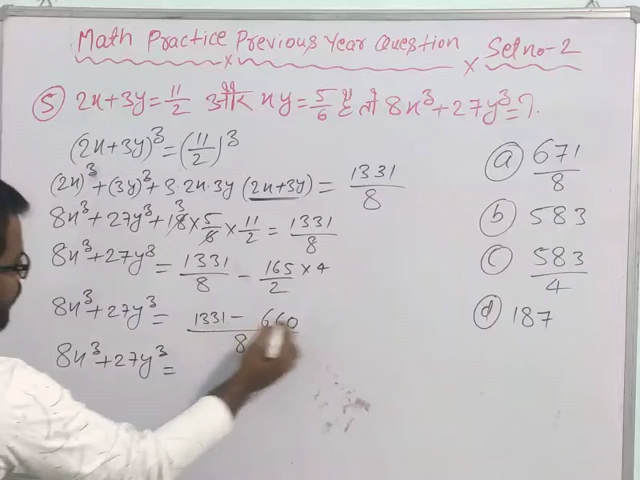 Math Practice Previous Year Question Set no-2
5 2x+3y=11/2 और xy=5/6 है तो 8x³+27y³=?
(2x+3y)³=(11/2)³
(2x)³+(3y)³+3·2x·3y(2x+3y)=1331/8
8x³+27y³+18×5/6×11/2=1331/8
3
8x³+27y³=1331/8-165/2×4
8x³+27y³=1331-660/8
8x³+27y³=
a 671/8
b 583
c 583/4
d 187